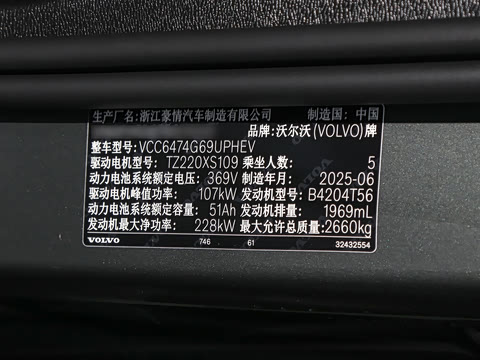 生产厂名:浙江豪情汽车制造有限公司 制造国: 中国
品牌:沃尔沃(VOLVO)牌
整车型号:VCC6474G69UPHEV
驱动电机型号: TZ220XS109 乘坐人数: 5
动力电池系统额定电压: 369V 制造年月: 2025-06
驱动电机峰值功率: 107kW 发动机型号: B4204T56
动力电池系统额定容量: 51Ah 发动机排量: 1969mL
发动机最大净功率: 228kW 最大允许总质量:2660kg
VOLVO 746 61 32432554